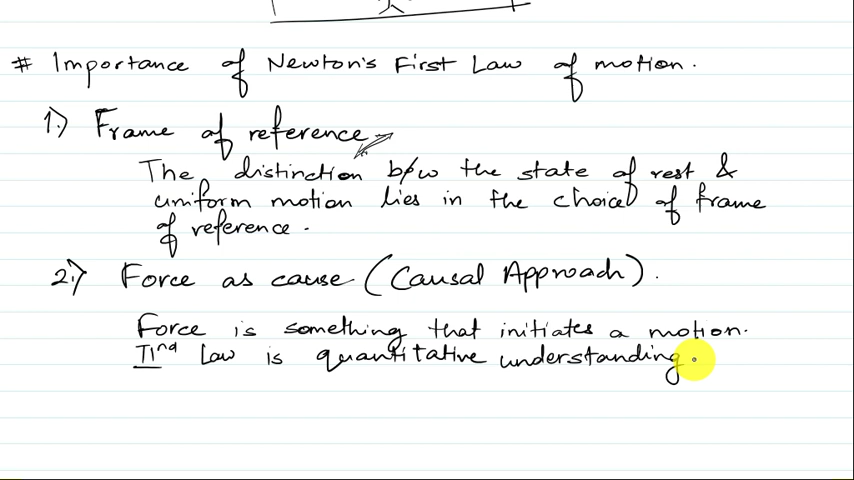 # Importance of Newton's First Law of motion.
1.) Frame of reference
The distinction b/w the state of rest &
uniform motion lies in the choice of frame
of reference.
2.) Force as cause (Causal Approach).
Force is something that initiates a motion.
IInd Law is quantitative understanding.